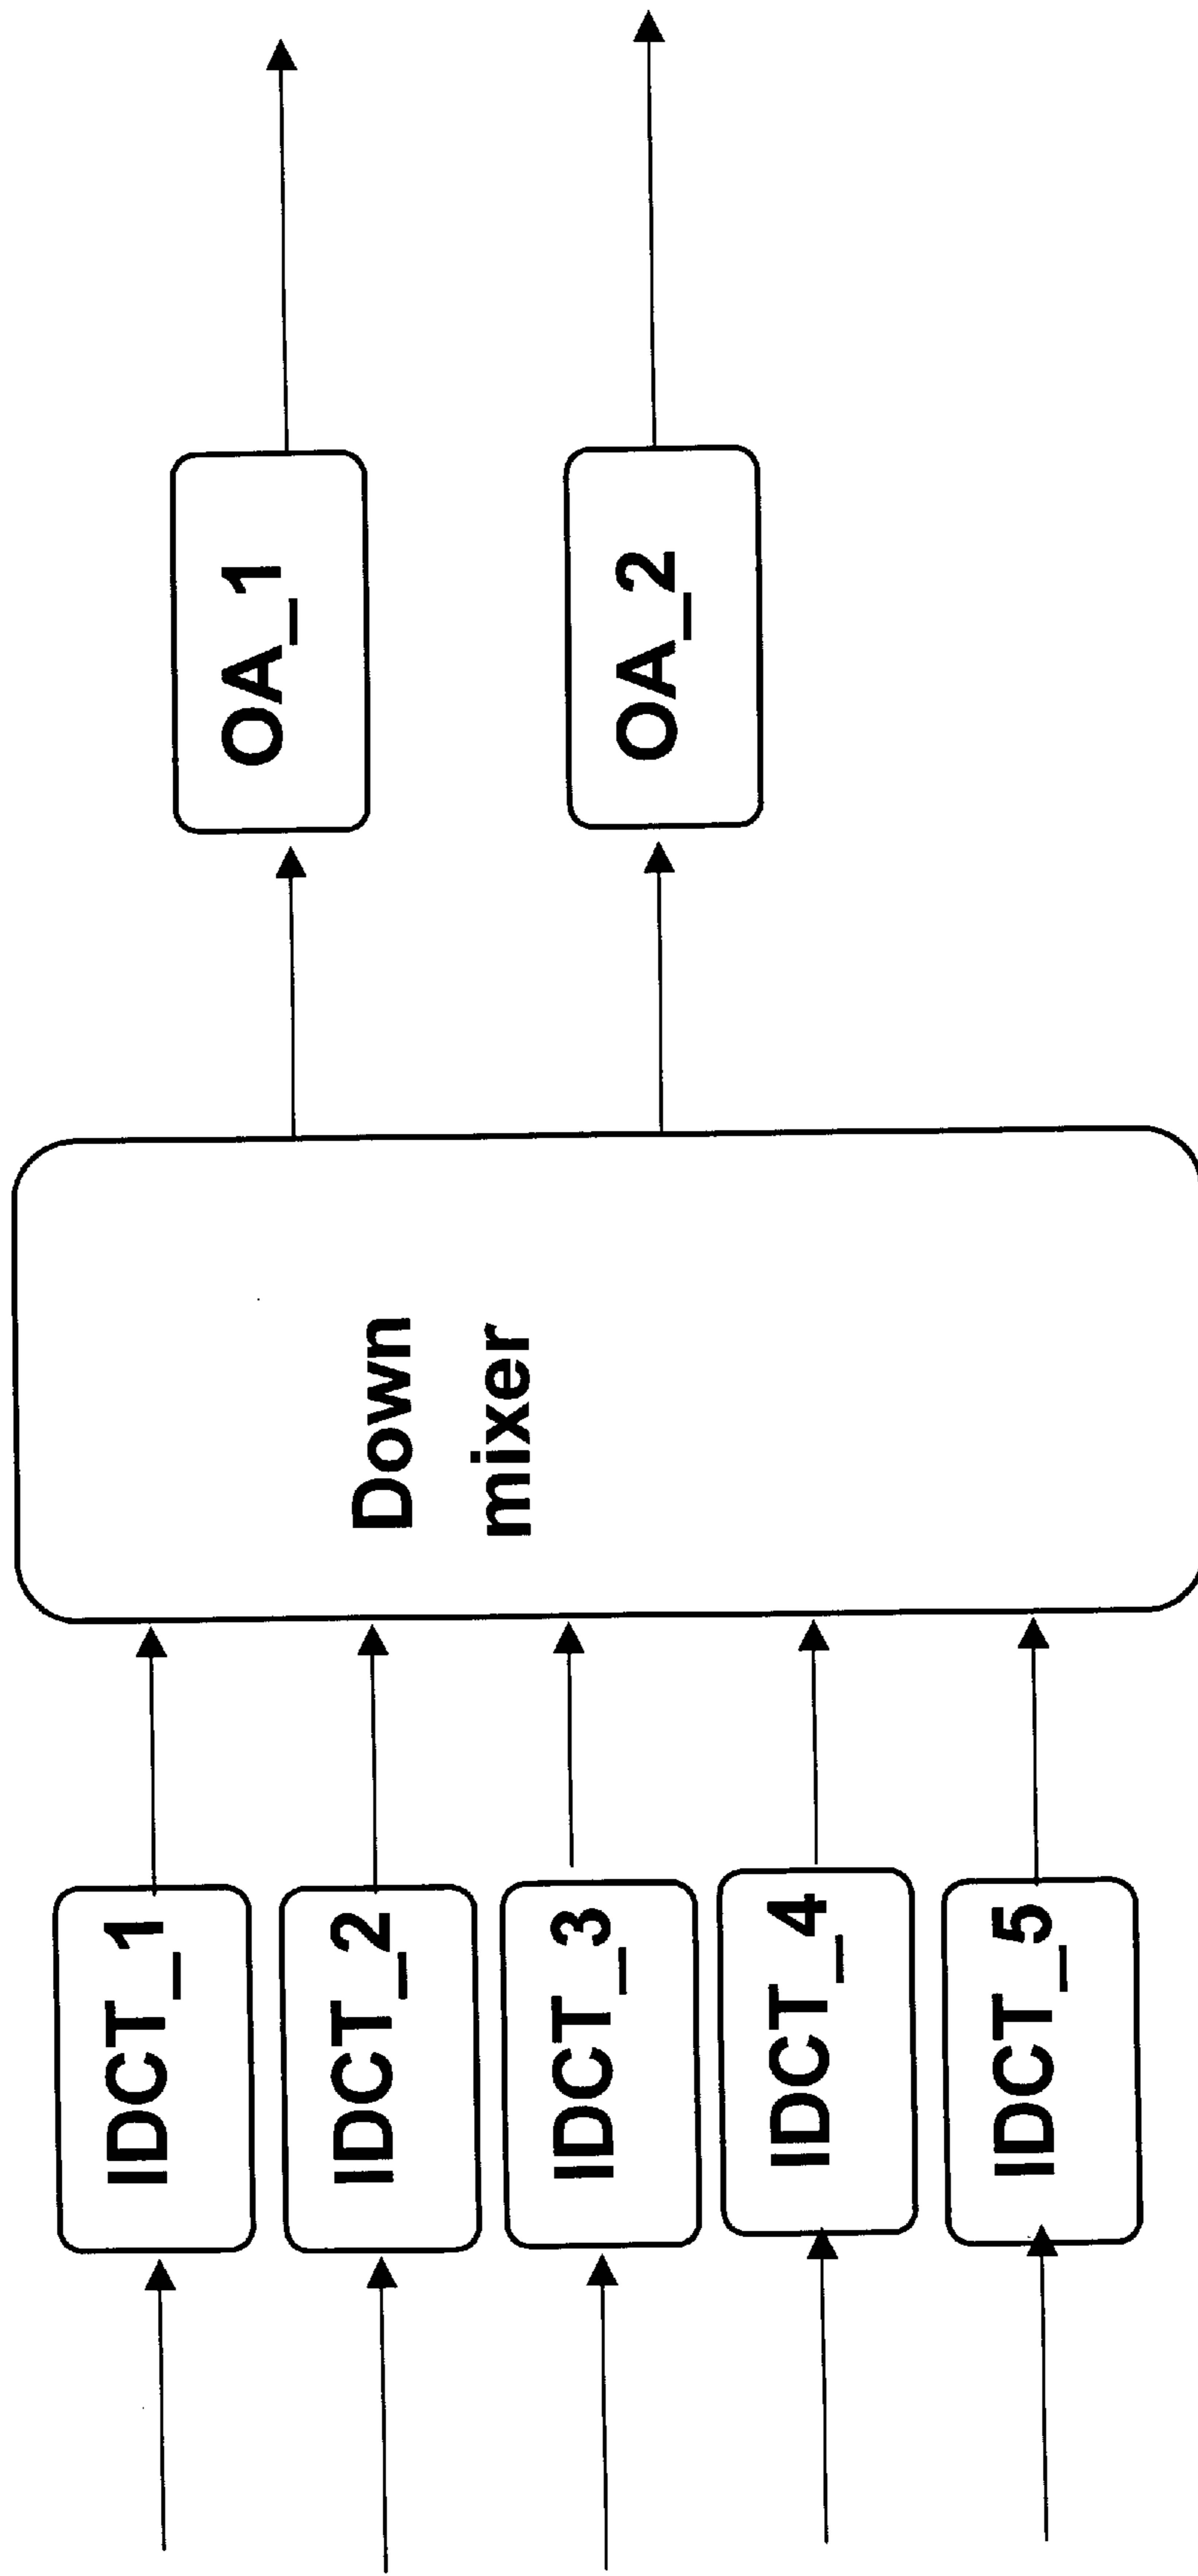 IDCT_1
IDCT_2
IDCT_3
IDCT_4
IDCT_5
Down
mixer
OA_1
OA_2